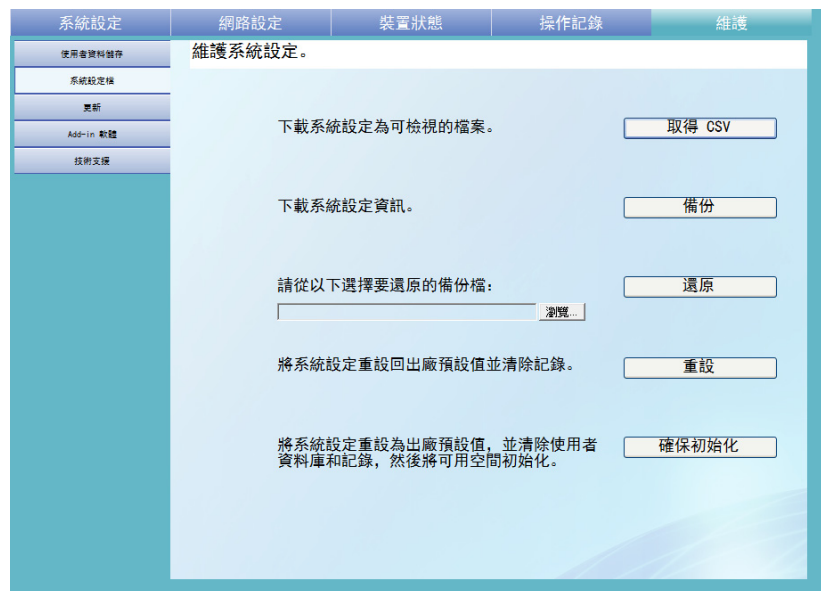 系統設定
網路設定
裝置狀態
操作記錄
維護
使用者資料儲存
系統設定檔
更新
Add-in 軟體
技術支援
維護系統設定。
下載系統設定為可檢視的檔案。
取得 CSV
下載系統設定資訊。
備份
請從以下選擇要還原的備份檔:
還原
瀏覽...
將系統設定重設回出廠預設值並清除記錄。
重設
將系統設定重設為出廠預設值, 並清除使用者
資料庫和記錄, 然後將可用空間初始化。
確保初始化